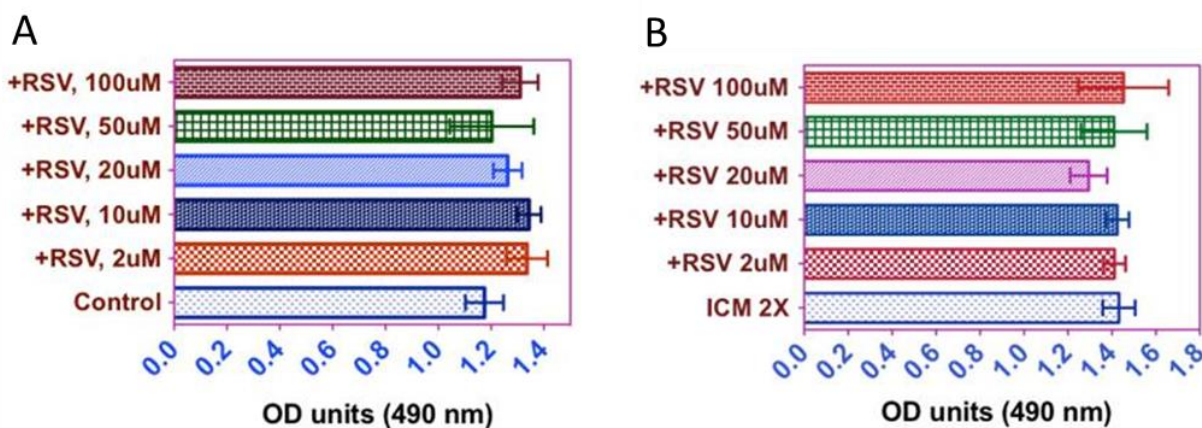 A
+RSV, 100uM
+RSV, 50uM
+RSV, 20uM
+RSV, 10uM
+RSV, 2uM
Control
0.0 0.2 0.4 0.6 0.8 1.0 1.2 1.4
OD units (490 nm)
B
+RSV 100uM
+RSV 50uM
+RSV 20uM
+RSV 10uM
+RSV 2uM
ICM 2X
0.0 0.2 0.4 0.6 0.8 1.0 1.2 1.4 1.6 1.8
OD units (490 nm)